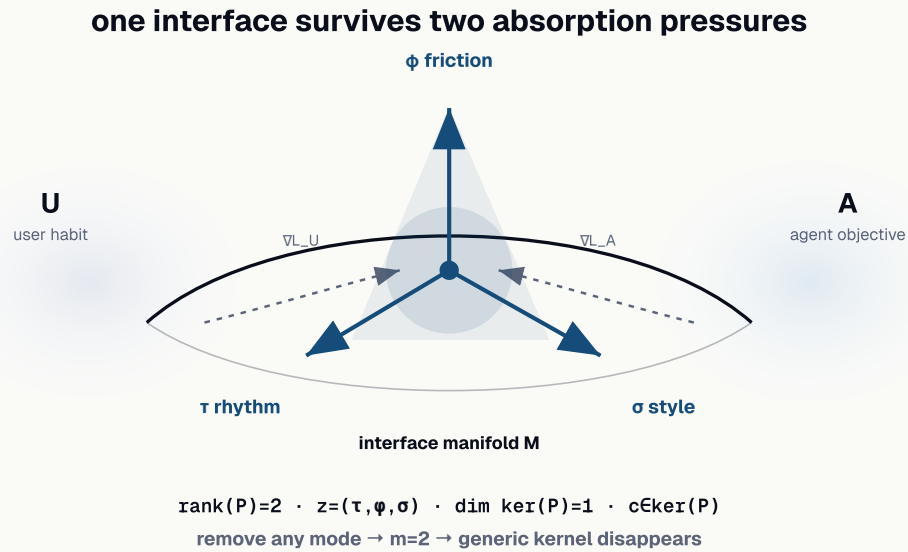 one interface survives two absorption pressures
φ friction
U
A
user habit
agent objective
∇L_U
∇L_A
τ rhythm
σ style
interface manifold M
rank(P)=2 · z=(τ,φ,σ) · dim ker(P)=1 · c∈ker(P)
remove any mode → m=2 → generic kernel disappears